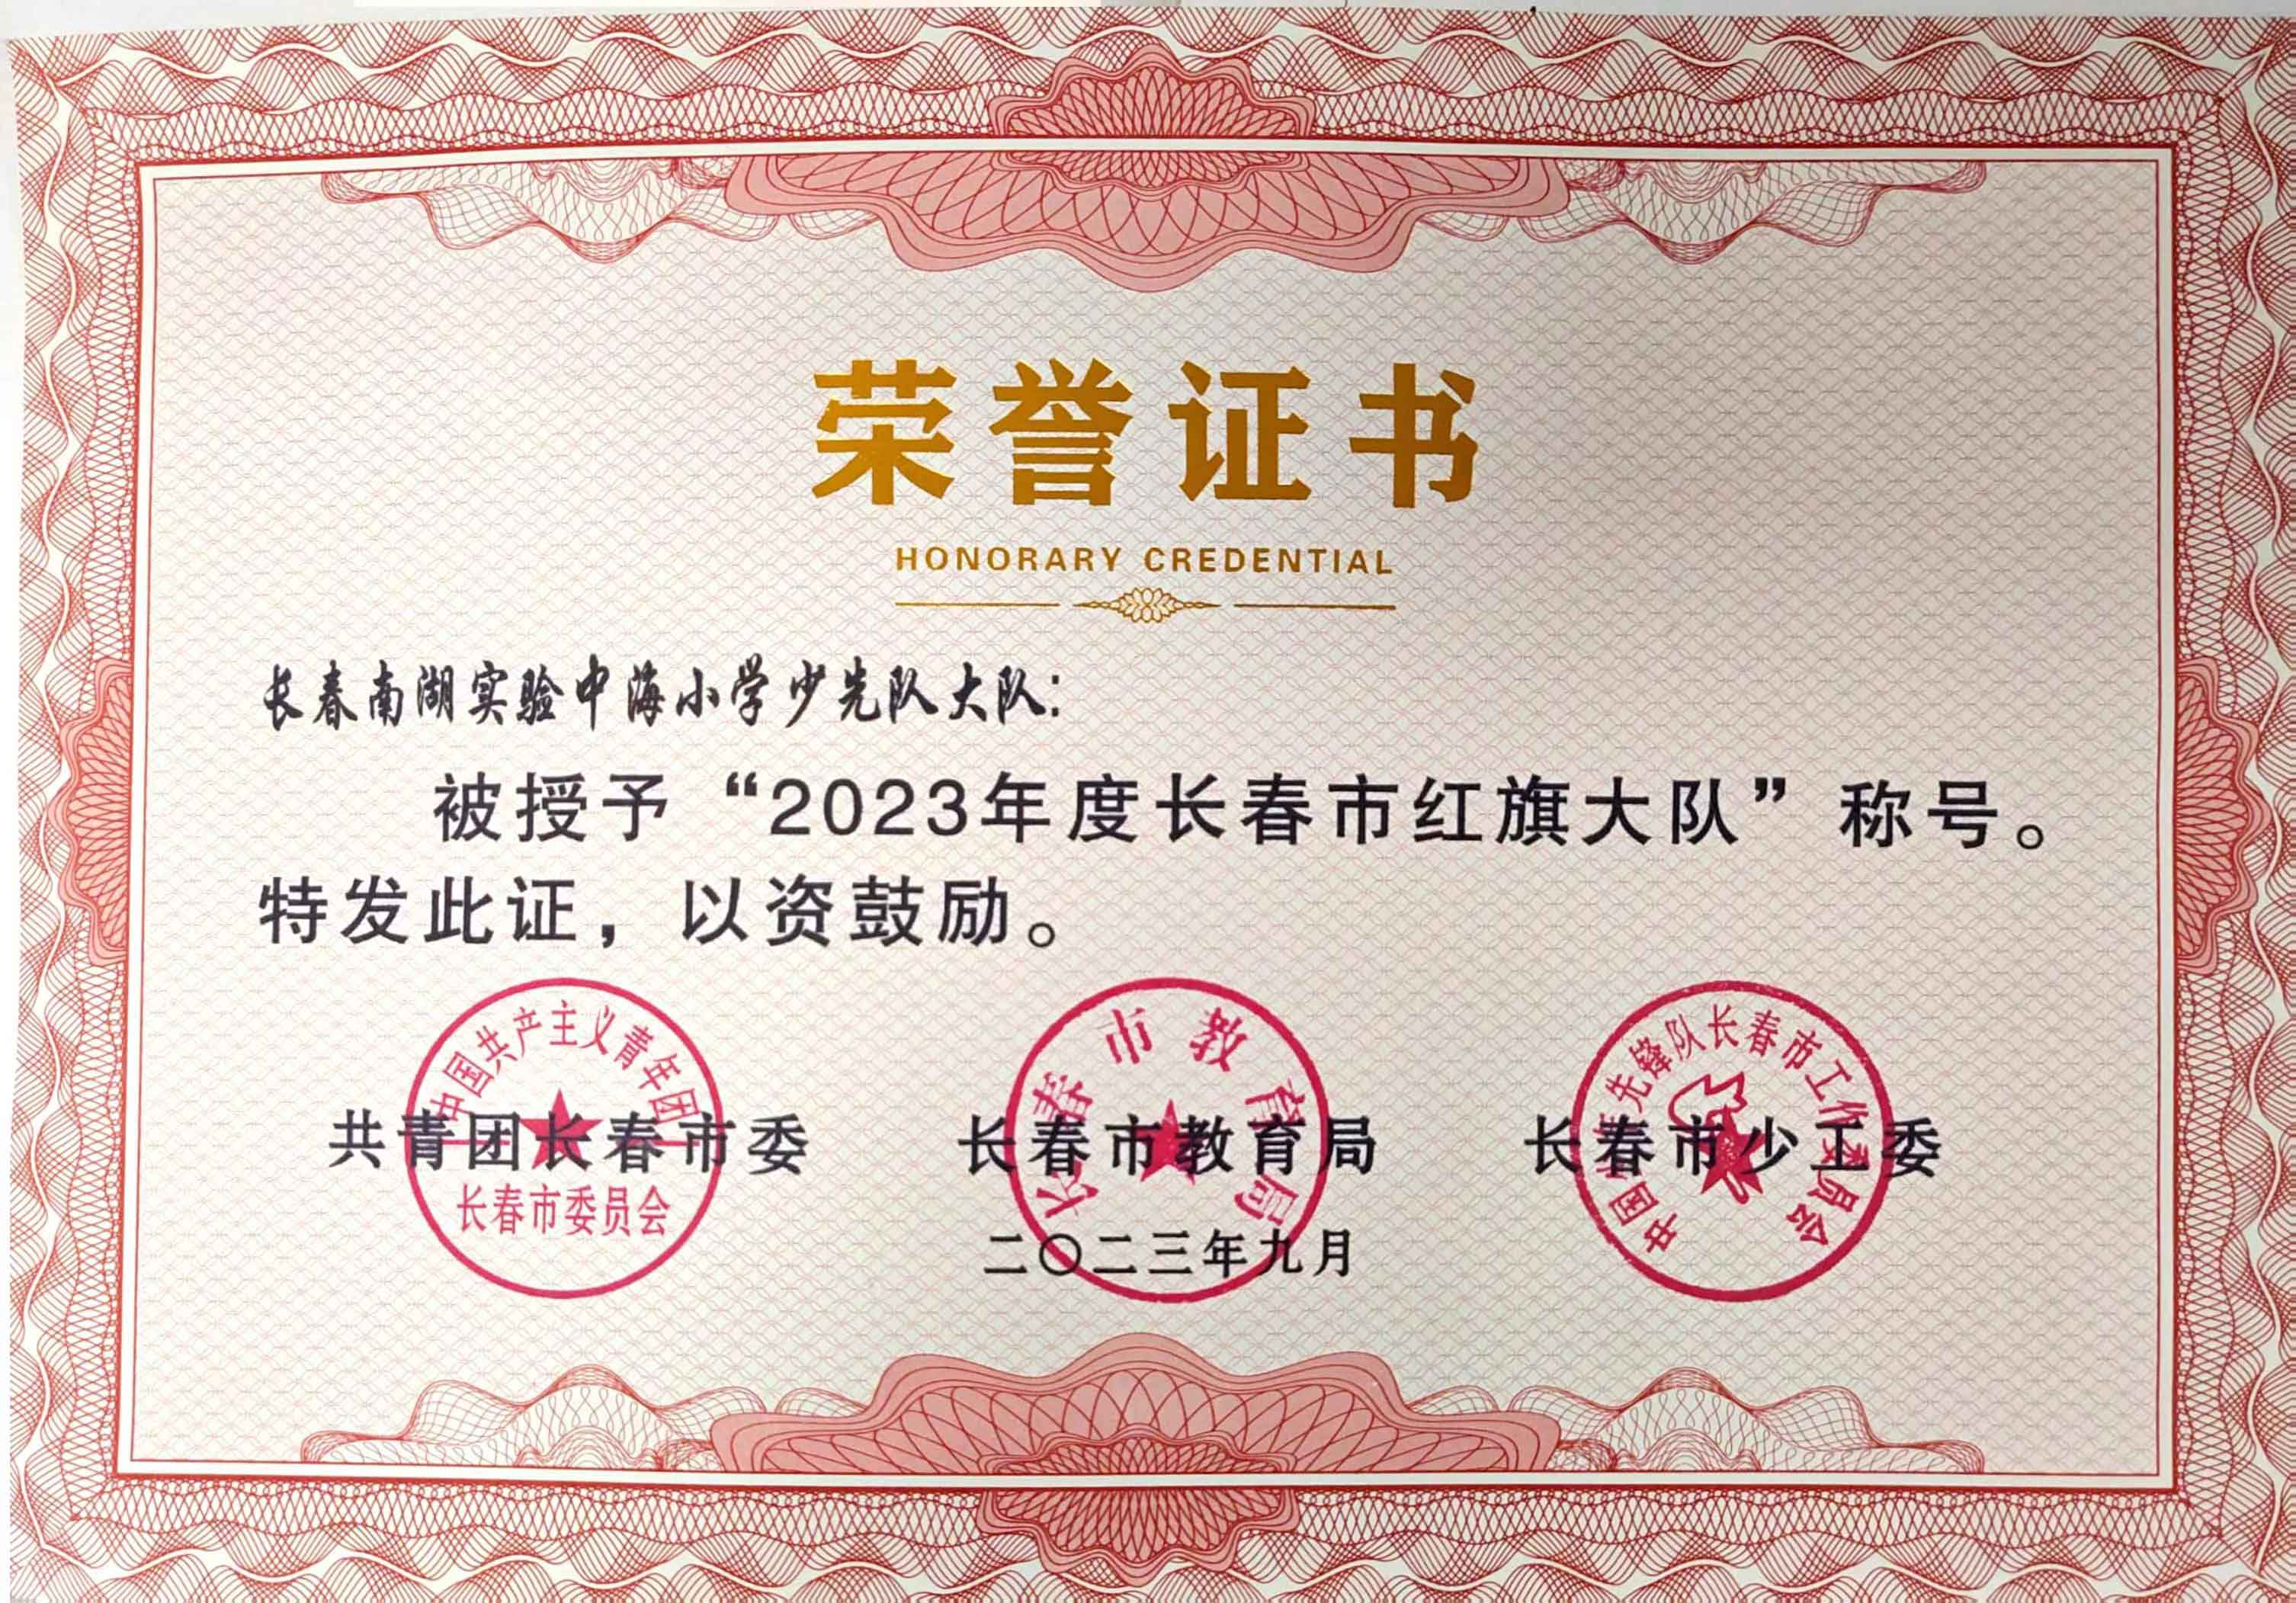 荣誉证书
HONORARY CREDENTIAL
长春南湖实验中海小学少先队大队：
被授予“2023年度长春市红旗大队”称号。
特发此证，以资鼓励。
中国共产主义青年团
长春市委员会
长春市教育局
中国少年先锋队长春市工作委员会
共青团长春市委 长春市教育局 长春市少工委
二〇二三年九月